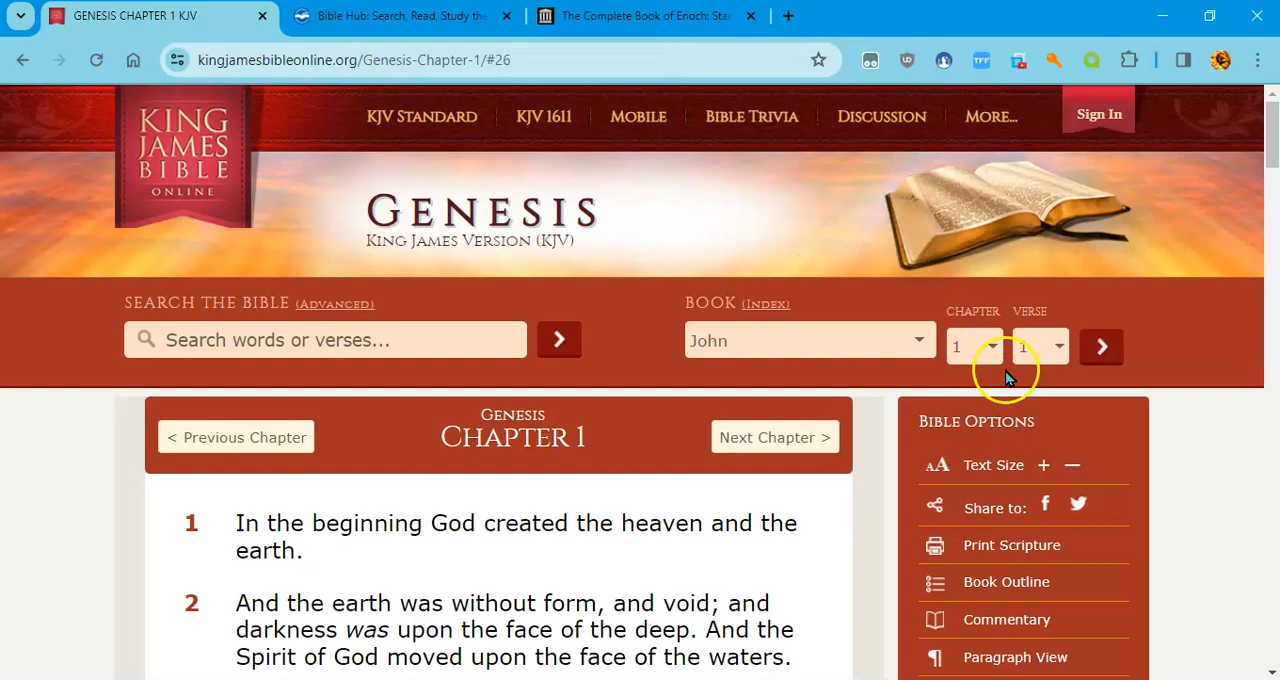 GENESIS CHAPTER 1 KJV
Bible Hub: Search, Read, Study the
The Complete Book of Enoch: Star
kingjamesbibleonline.org/Genesis-Chapter-1/#26
KING
JAMES
BIBLE
ONLINE
KJV STANDARD
KJV 1611
MOBILE
BIBLE TRIVIA
DISCUSSION
MORE...
Sign In
GENESIS
KING JAMES VERSION (KJV)
SEARCH THE BIBLE (ADVANCED)
Search words or verses...
BOOK (INDEX)
CHAPTER
VERSE
John
1
1
GENESIS
< Previous Chapter
CHAPTER 1
Next Chapter >
1 In the beginning God created the heaven and the
earth.
2 And the earth was without form, and void; and
darkness was upon the face of the deep. And the
Spirit of God moved upon the face of the waters.
BIBLE OPTIONS
AA Text Size + −
Share to: f
Print Scripture
Book Outline
Commentary
¶ Paragraph View